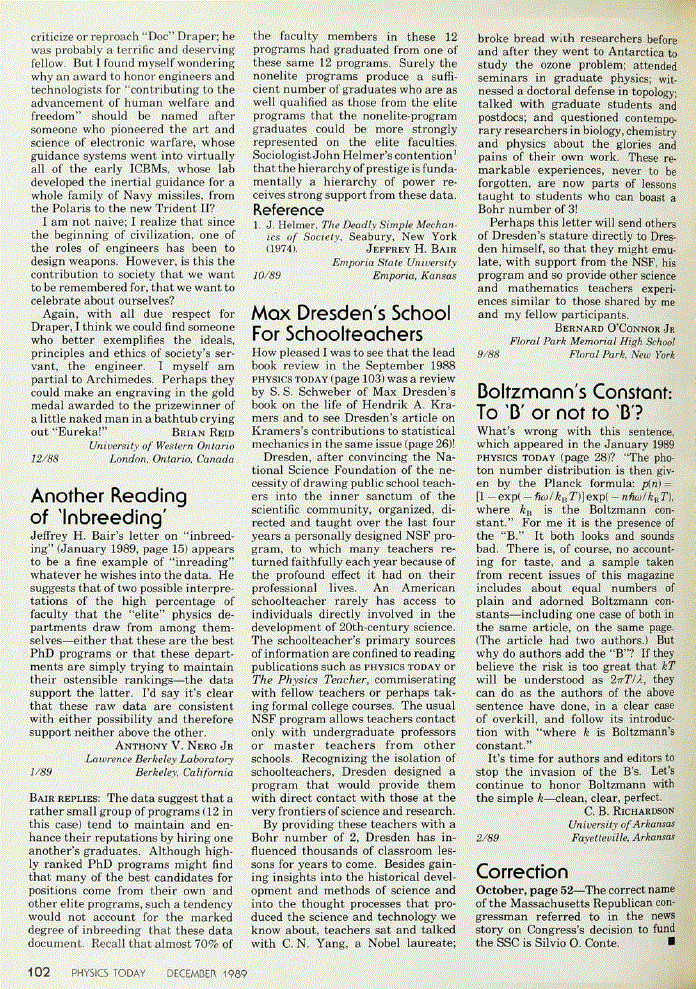 criticize or reproach "Doc" Draper; he
was probably a terrific and deserving
fellow. But I found myself wondering
why an award to honor engineers and
technologists for "contributing to the
advancement of human welfare and
freedom" should be named after
someone who pioneered the art and
science of electronic warfare, whose
guidance systems went into virtually
all of the early ICBMs, whose lab
developed the inertial guidance for a
whole family of Navy missiles, from
the Polaris to the new Trident II?
I am not naive; I realize that since
the beginning of civilization, one of
the roles of engineers has been to
design weapons. However, is this the
contribution to society that we want
to be remembered for, that we want to
celebrate about ourselves?
Again, with all due respect for
Draper, I think we could find someone
who better exemplifies the ideals,
principles and ethics of society's ser-
vant, the engineer. I myself am
partial to Archimedes. Perhaps they
could make an engraving in the gold
medal awarded to the prizewinner of
a little naked man in a bathtub crying
out "Eureka!" BRIAN REID
University of Western Ontario
12/88 London, Ontario, Canada
Another Reading
of 'Inbreeding'
Jeffrey H. Bair's letter on "inbreed-
ing" (January 1989, page 15) appears
to be a fine example of "inreading"
whatever he wishes into the data. He
suggests that of two possible interpre-
tations of the high percentage of
faculty that the "elite" physics de-
partments draw from among them-
selves—either that these are the best
PhD programs or that these depart-
ments are simply trying to maintain
their ostensible rankings—the data
support the latter. I'd say it's clear
that these raw data are consistent
with either possibility and therefore
support neither above the other.
ANTHONY V. NERO JR
Lawrence Berkeley Laboratory
1/89 Berkeley, California
BAIR REPLIES: The data suggest that a
rather small group of programs (12 in
this case) tend to maintain and en-
hance their reputations by hiring one
another's graduates. Although high-
ly ranked PhD programs might find
that many of the best candidates for
positions come from their own and
other elite programs, such a tendency
would not account for the marked
degree of inbreeding that these data
document. Recall that almost 70% of
the faculty members in these 12
programs had graduated from one of
these same 12 programs. Surely the
nonelite programs produce a suffi-
cient number of graduates who are as
well qualified as those from the elite
programs that the nonelite-program
graduates could be more strongly
represented on the elite faculties.
Sociologist John Helmer's contention¹
that the hierarchy of prestige is funda-
mentally a hierarchy of power re-
ceives strong support from these data.
Reference
1. J. Helmer, The Deadly Simple Mechan-
ics of Society, Seabury, New York
(1974). JEFFREY H. BAIR
Emporia State University
10/89 Emporia, Kansas
Max Dresden's School
For Schoolteachers
How pleased I was to see that the lead
book review in the September 1988
PHYSICS TODAY (page 103) was a review
by S. S. Schweber of Max Dresden's
book on the life of Hendrik A. Kra-
mers and to see Dresden's article on
Kramers's contributions to statistical
mechanics in the same issue (page 26)!
Dresden, after convincing the Na-
tional Science Foundation of the ne-
cessity of drawing public school teach-
ers into the inner sanctum of the
scientific community, organized, di-
rected and taught over the last four
years a personally designed NSF pro-
gram, to which many teachers re-
turned faithfully each year because of
the profound effect it had on their
professional lives. An American
schoolteacher rarely has access to
individuals directly involved in the
development of 20th-century science.
The schoolteacher's primary sources
of information are confined to reading
publications such as PHYSICS TODAY or
The Physics Teacher, commiserating
with fellow teachers or perhaps tak-
ing formal college courses. The usual
NSF program allows teachers contact
only with undergraduate professors
or master teachers from other
schools. Recognizing the isolation of
schoolteachers, Dresden designed a
program that would provide them
with direct contact with those at the
very frontiers of science and research.
By providing these teachers with a
Bohr number of 2, Dresden has in-
fluenced thousands of classroom les-
sons for years to come. Besides gain-
ing insights into the historical devel-
opment and methods of science and
into the thought processes that pro-
duced the science and technology we
know about, teachers sat and talked
with C. N. Yang, a Nobel laureate;
broke bread with researchers before
and after they went to Antarctica to
study the ozone problem; attended
seminars in graduate physics; wit-
nessed a doctoral defense in topology;
talked with graduate students and
postdocs; and questioned contempo-
rary researchers in biology, chemistry
and physics about the glories and
pains of their own work. These re-
markable experiences, never to be
forgotten, are now parts of lessons
taught to students who can boast a
Bohr number of 3!
Perhaps this letter will send others
of Dresden's stature directly to Dres-
den himself, so that they might emu-
late, with support from the NSF, his
program and so provide other science
and mathematics teachers experi-
ences similar to those shared by me
and my fellow participants.
BERNARD O'CONNOR JR
Floral Park Memorial High School
9/88 Floral Park, New York
Boltzmann's Constant:
To 'B' or not to 'B'?
What's wrong with this sentence,
which appeared in the January 1989
PHYSICS TODAY (page 28)? "The pho-
ton number distribution is then giv-
en by the Planck formula: p(n) =
[1 − exp(− ℏω/k_BT)] exp(− nℏω/k_BT),
where k_B is the Boltzmann con-
stant." For me it is the presence of
the "B." It both looks and sounds
bad. There is, of course, no account-
ing for taste, and a sample taken
from recent issues of this magazine
includes about equal numbers of
plain and adorned Boltzmann con-
stants—including one case of both in
the same article, on the same page.
(The article had two authors.) But
why do authors add the "B"? If they
believe the risk is too great that kT
will be understood as 2πT/λ, they
can do as the authors of the above
sentence have done, in a clear case
of overkill, and follow its introduc-
tion with "where k is Boltzmann's
constant."
It's time for authors and editors to
stop the invasion of the B's. Let's
continue to honor Boltzmann with
the simple k—clean, clear, perfect.
C. B. RICHARDSON
University of Arkansas
2/89 Fayetteville, Arkansas
Correction
October, page 52—The correct name
of the Massachusetts Republican con-
gressman referred to in the news
story on Congress's decision to fund
the SSC is Silvio O. Conte. ■
102 PHYSICS TODAY DECEMBER 1989